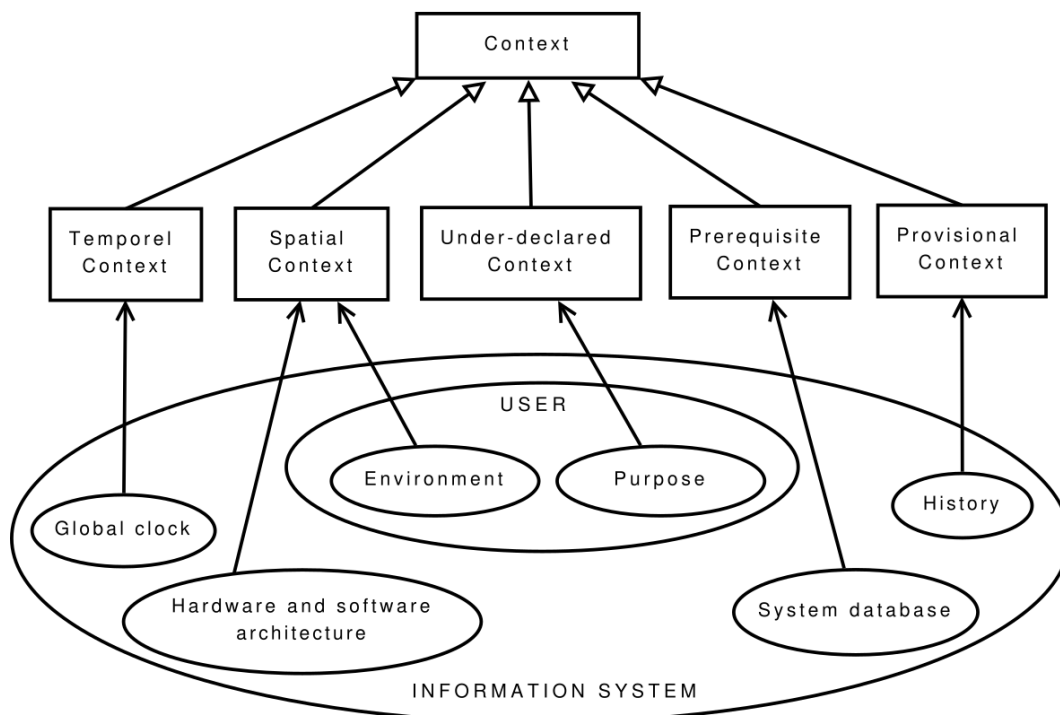 Context
Temporel
Context
Spatial
Context
Under-declared
Context
Prerequisite
Context
Provisional
Context
USER
Environment
Purpose
Global clock
History
Hardware and software
architecture
System database
INFORMATION SYSTEM